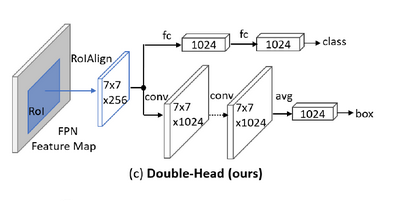 fc
fc
1024
1024
class
RoIAlign
7x7
x256
conv
conv
avg
RoI
7x7
x1024
7x7
x1024
1024
box
FPN
Feature Map
(c) Double-Head (ours)